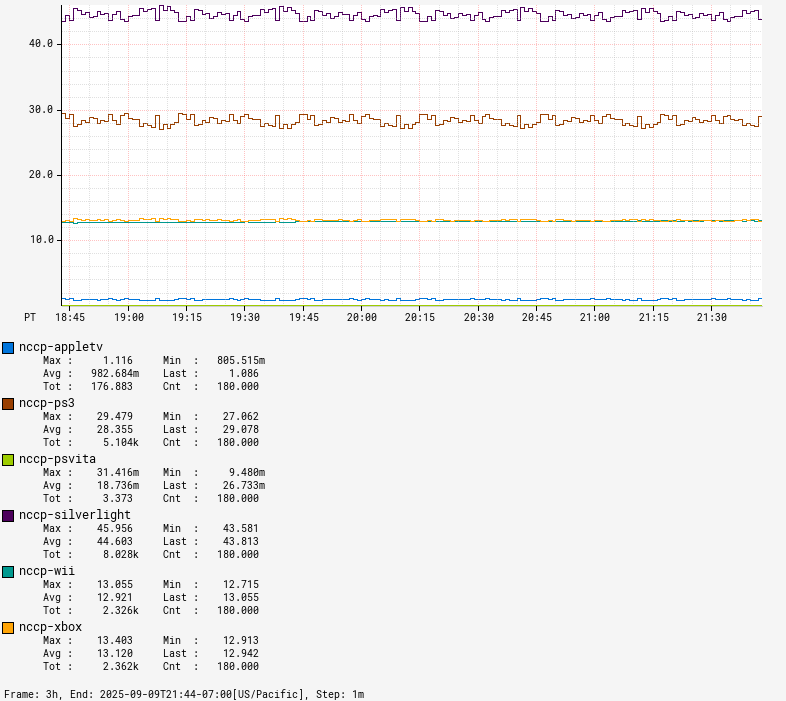 40.0
30.0
20.0
10.0
PT 18:45 19:00 19:15 19:30 19:45 20:00 20:15 20:30 20:45 21:00 21:15 21:30
nccp-appletv
Max : 1.116 Min : 805.515m
Avg : 982.684m Last : 1.086
Tot : 176.883 Cnt : 180.000
nccp-ps3
Max : 29.479 Min : 27.062
Avg : 28.355 Last : 29.078
Tot : 5.104k Cnt : 180.000
nccp-psvita
Max : 31.416m Min : 9.480m
Avg : 18.736m Last : 26.733m
Tot : 3.373 Cnt : 180.000
nccp-silverlight
Max : 45.956 Min : 43.581
Avg : 44.603 Last : 43.813
Tot : 8.028k Cnt : 180.000
nccp-wii
Max : 13.055 Min : 12.715
Avg : 12.921 Last : 13.055
Tot : 2.326k Cnt : 180.000
nccp-xbox
Max : 13.403 Min : 12.913
Avg : 13.120 Last : 12.942
Tot : 2.362k Cnt : 180.000
Frame: 3h, End: 2025-09-09T21:44-07:00[US/Pacific], Step: 1m